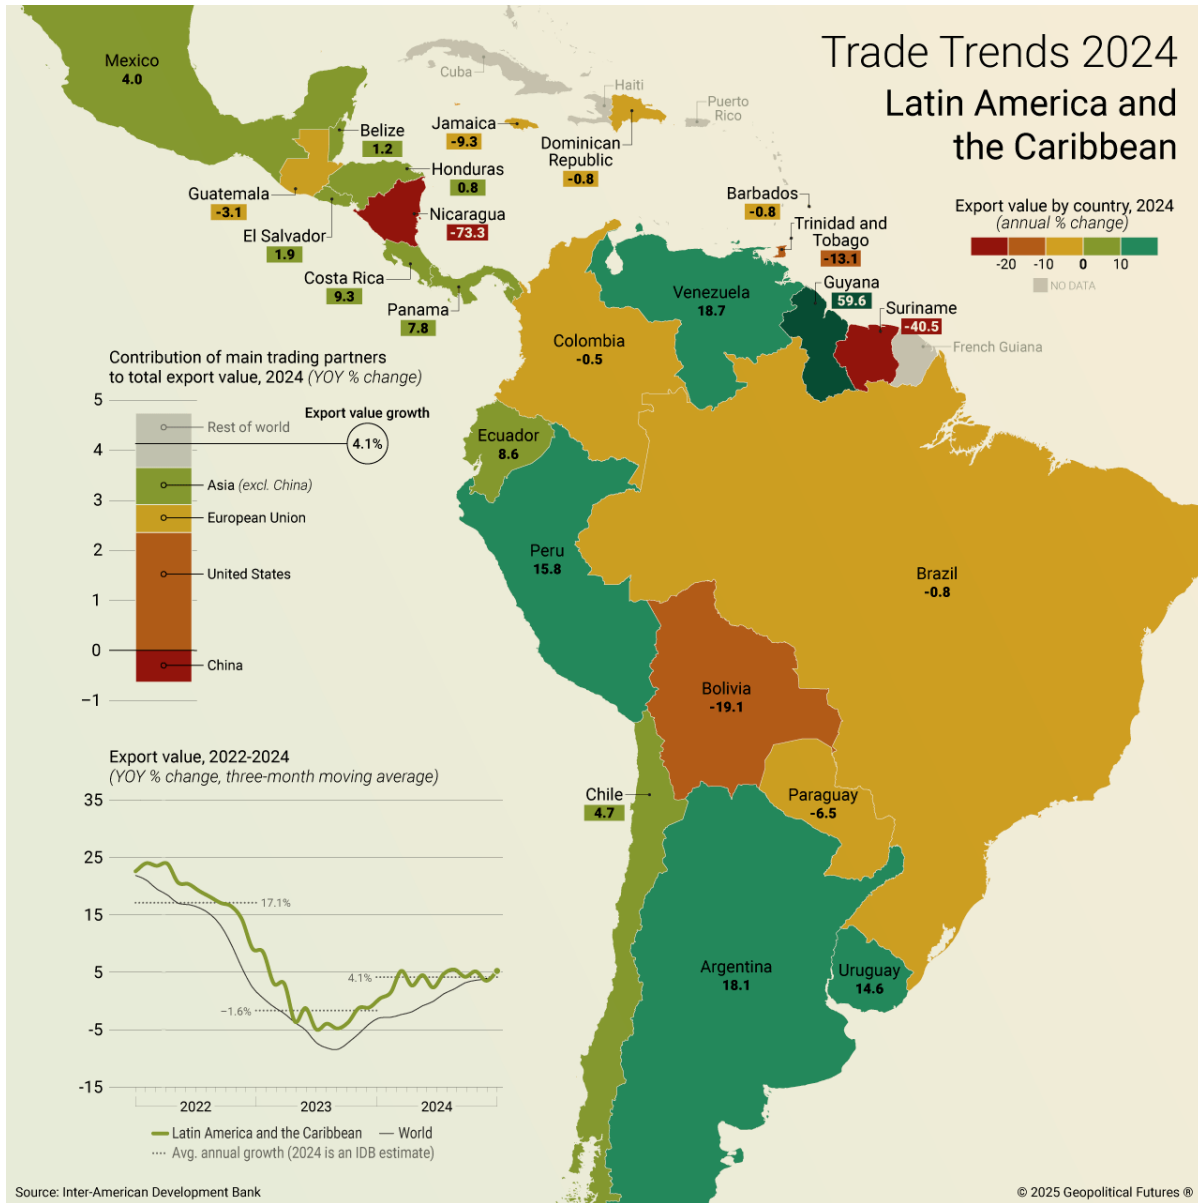 Trade Trends 2024
Latin America and
the Caribbean
Export value by country, 2024
(annual % change)
-20 -10 0 10
NO DATA
Mexico
4.0
Cuba
Haiti
Puerto
Rico
Belize
1.2
Jamaica
-9.3
Dominican
Republic
-0.8
Honduras
0.8
Guatemala
-3.1
Nicaragua
-73.3
El Salvador
1.9
Costa Rica
9.3
Panama
7.8
Barbados
-0.8
Trinidad and
Tobago
-13.1
Guyana
59.6
Suriname
-40.5
French Guiana
Venezuela
18.7
Colombia
-0.5
Ecuador
8.6
Peru
15.8
Brazil
-0.8
Bolivia
-19.1
Paraguay
-6.5
Chile
4.7
Argentina
18.1
Uruguay
14.6
Contribution of main trading partners
to total export value, 2024 (YOY % change)
5
4
3
2
1
0
−1
Export value growth
4.1%
Rest of world
Asia (excl. China)
European Union
United States
China
Export value, 2022-2024
(YOY % change, three-month moving average)
35
25
15
5
-5
-15
17.1%
−1.6%
4.1%
2022 2023 2024
Latin America and the Caribbean World
Avg. annual growth (2024 is an IDB estimate)
Source: Inter-American Development Bank
© 2025 Geopolitical Futures ®